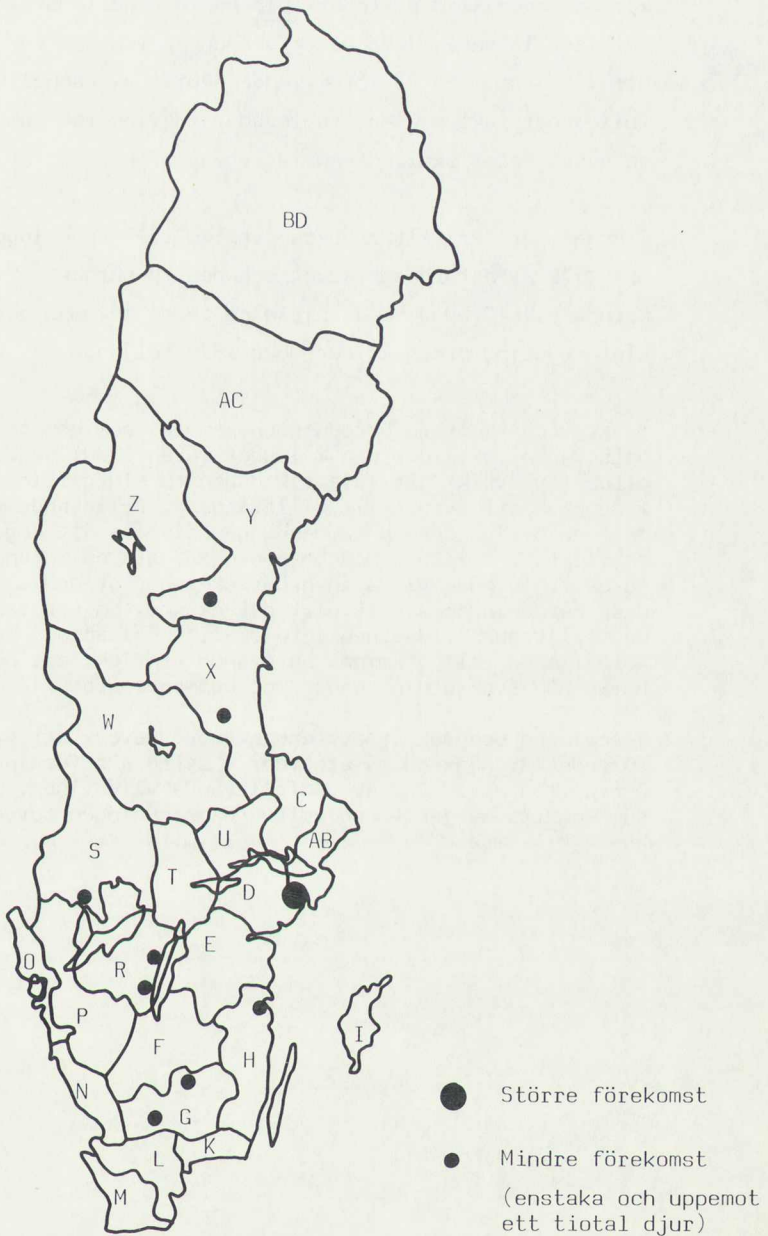 BD
AC
Z
Y
X
W
C
U
AB
S
T
D
E
O
R
P
F
I
H
N
G
K
L
M
Större förekomst
Mindre förekomst
(enstaka och uppemot
ett tiotal djur)